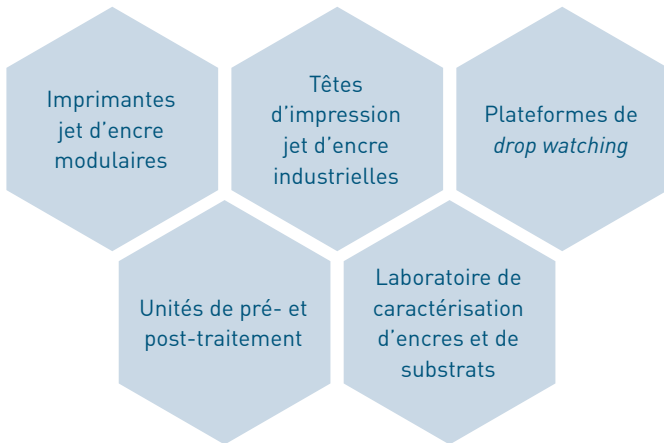 Imprimantes
jet d’encre
modulaires
Têtes
d’impression
jet d’encre
industrielles
Plateformes de
drop watching
Unités de pré- et
post-traitement
Laboratoire de
caractérisation
d’encres et de
substrats